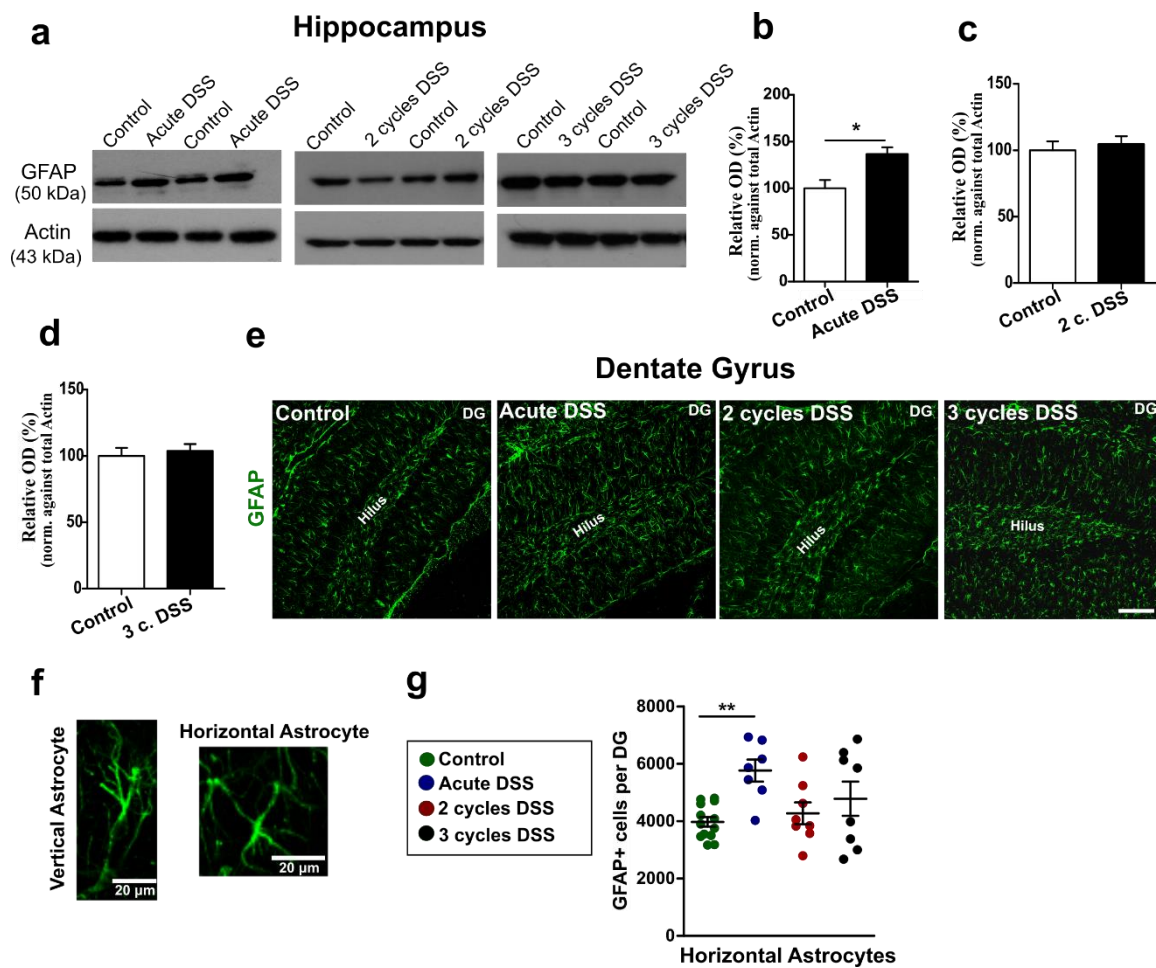 a
Hippocampus
Control
Acute DSS
Control
Acute DSS
Control
2 cycles DSS
Control
2 cycles DSS
Control
3 cycles DSS
Control
3 cycles DSS
GFAP
(50 kDa)
Actin
(43 kDa)
b
Relative OD (%)
(norm. against total Actin)
200
150
100
50
0
*
Control
Acute DSS
c
Relative OD (%)
(norm. against total Actin)
150
100
50
0
Control
2 c. DSS
d
Relative OD (%)
(norm. against total Actin)
150
100
50
0
Control
3 c. DSS
e
Dentate Gyrus
GFAP
Control
DG
Hilus
Acute DSS
DG
Hilus
2 cycles DSS
DG
Hilus
3 cycles DSS
DG
Hilus
f
Vertical Astrocyte
20 µm
Horizontal Astrocyte
20 µm
g
Control
Acute DSS
2 cycles DSS
3 cycles DSS
GFAP+ cells per DG
8000
6000
4000
2000
0
**
Horizontal Astrocytes